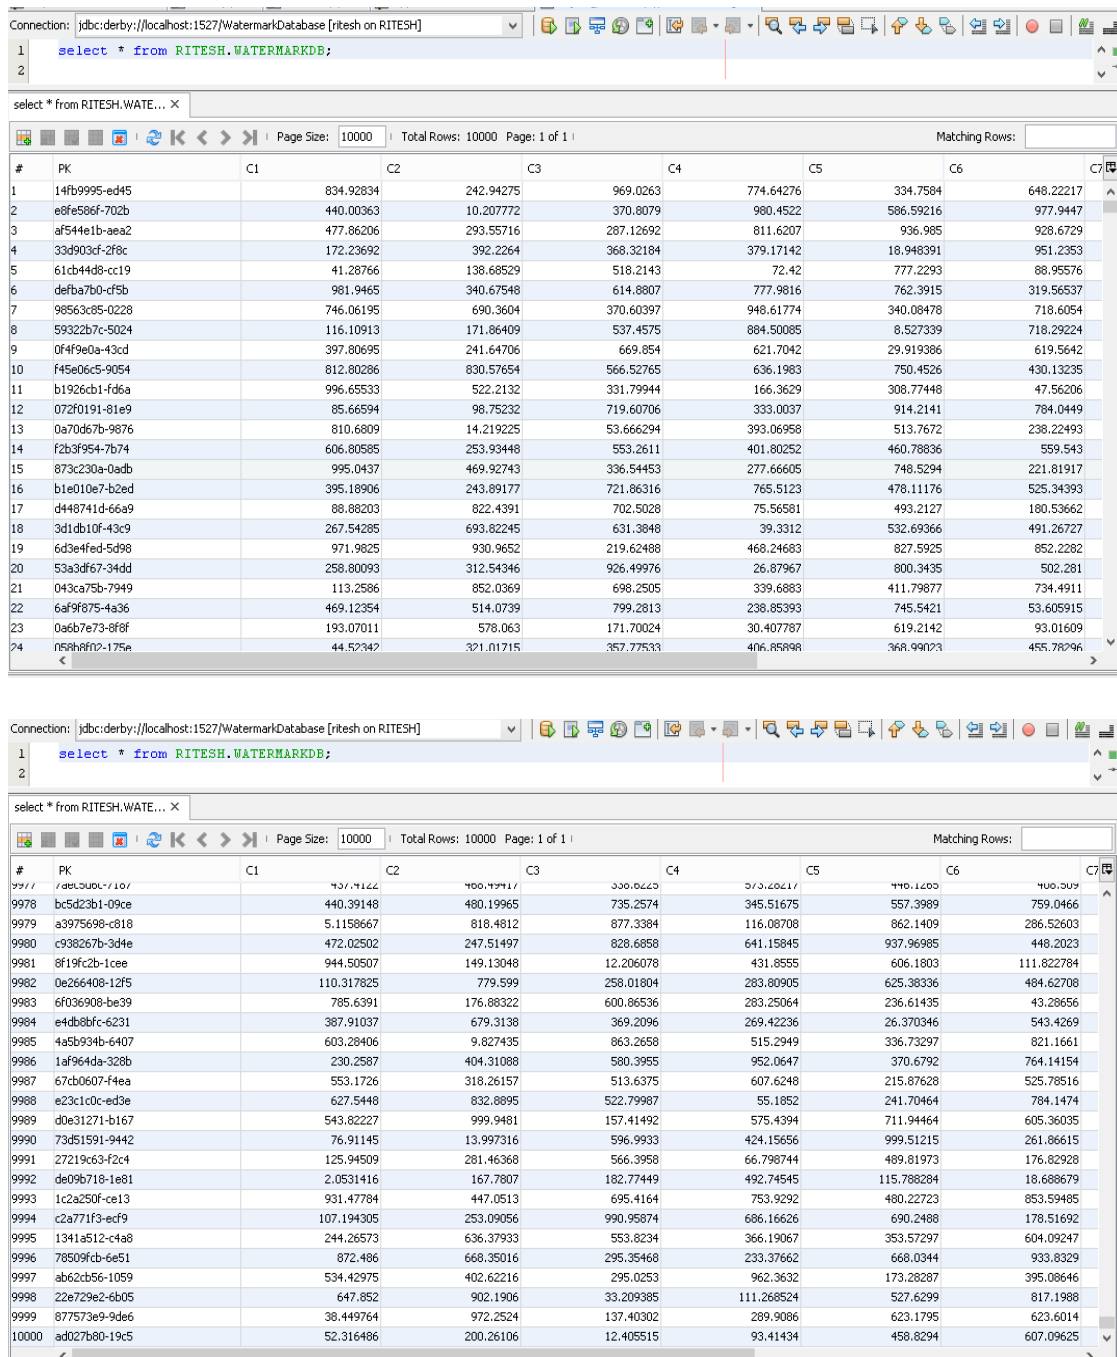 Connection: jdbc:derby://localhost:1527/WatermarkDatabase [ritesh on RITESH]
1 select * from RITESH.WATERMARKDB;
2
select * from RITESH.WATE... ×
Page Size: 10000 Total Rows: 10000 Page: 1 of 1 Matching Rows:
# PK C1 C2 C3 C4 C5 C6 C7
1 14fb9995-ed45 834.92834 242.94275 969.0263 774.64276 334.7584 648.22217
2 e8fe586f-702b 440.00363 10.207772 370.8079 980.4522 586.59216 977.9447
3 af544e1b-aea2 477.86206 293.55716 287.12692 811.6207 936.985 928.6729
4 33d903cf-2f8c 172.23692 392.2264 368.32184 379.17142 18.948391 951.2353
5 61cb44d8-cc19 41.28766 138.68529 518.2143 72.42 777.2293 88.95576
6 defba7b0-cf5b 981.9465 340.67548 614.8807 777.9816 762.3915 319.56537
7 98563c85-0228 746.06195 690.3604 370.60397 948.61774 340.08478 718.6054
8 59322b7c-5024 116.10913 171.86409 537.4575 884.50085 8.527339 718.29224
9 0f4f9e0a-43cd 397.80695 241.64706 669.854 621.7042 29.919386 619.5642
10 f45e06c5-9054 812.80286 830.57654 566.52765 636.1983 750.4526 430.13235
11 b1926cb1-fd6a 996.65533 522.2132 331.79944 166.3629 308.77448 47.56206
12 072f0191-81e9 85.66594 98.75232 719.60706 333.0037 914.2141 784.0449
13 0a70d67b-9876 810.6809 14.219225 53.666294 393.06958 513.7672 238.22493
14 f2b3f954-7b74 606.80585 253.93448 553.2611 401.80252 460.78836 559.543
15 873c230a-0adb 995.0437 469.92743 336.54453 277.66605 748.5294 221.81917
16 b1e010e7-b2ed 395.18906 243.89177 721.86316 765.5123 478.11176 525.34393
17 d448741d-66a9 88.88203 822.4391 702.5028 75.56581 493.2127 180.53662
18 3d1db10f-43c9 267.54285 693.82245 631.3848 39.3312 532.69366 491.26727
19 6d3e4fed-5d98 971.9825 930.9652 219.62488 468.24683 827.5925 852.2282
20 53a3df67-34dd 258.80093 312.54346 926.49976 26.87967 800.3435 502.281
21 043ca75b-7949 113.2586 852.0369 698.2505 339.6883 411.79877 734.4911
22 6af9f875-4a36 469.12354 514.0739 799.2813 238.85393 745.5421 53.605915
23 0a6b7e73-8f8f 193.07011 578.063 171.70024 30.407787 619.2142 93.01609
24 058b8f02-175e 44.52342 321.01715 357.77533 406.85898 368.99023 455.78296
Connection: jdbc:derby://localhost:1527/WatermarkDatabase [ritesh on RITESH]
1 select * from RITESH.WATERMARKDB;
2
select * from RITESH.WATE... ×
Page Size: 10000 Total Rows: 10000 Page: 1 of 1 Matching Rows:
# PK C1 C2 C3 C4 C5 C6 C7
9977 7aec5d6c-7187 437.4122 468.49417 338.6225 573.28217 446.1265 408.509
9978 bc5d23b1-09ce 440.39148 480.19965 735.2574 345.51675 557.3989 759.0466
9979 a3975698-c818 5.1158667 818.4812 877.3384 116.08708 862.1409 286.52603
9980 c938267b-3d4e 472.02502 247.51497 828.6858 641.15845 937.96985 448.2023
9981 8f19fc2b-1cee 944.50507 149.13048 12.206078 431.8555 606.1803 111.822784
9982 0e266408-12f5 110.317825 779.599 258.01804 283.80905 625.38336 484.62708
9983 6f036908-be39 785.6391 176.88322 600.86536 283.25064 236.61435 43.28656
9984 e4db8bfc-6231 387.91037 679.3138 369.2096 269.42236 26.370346 543.4269
9985 4a5b934b-6407 603.28406 9.827435 863.2658 515.2949 336.73297 821.1661
9986 1af964da-328b 230.2587 404.31088 580.3955 952.0647 370.6792 764.14154
9987 67cb0607-f4ea 553.1726 318.26157 513.6375 607.6248 215.87628 525.78516
9988 e23c1c0c-ed3e 627.5448 832.8895 522.79987 55.1852 241.70464 784.1474
9989 d0e31271-b167 543.82227 999.9481 157.41492 575.4394 711.94464 605.36035
9990 73d51591-9442 76.91145 13.997316 596.9933 424.15656 999.51215 261.86615
9991 27219c63-f2c4 125.94509 281.46368 566.3958 66.798744 489.81973 176.82928
9992 de09b718-1e81 2.0531416 167.7807 182.77449 492.74545 115.788284 18.688679
9993 1c2a250f-ce13 931.47784 447.0513 695.4164 753.9292 480.22723 853.59485
9994 c2a771f3-ecf9 107.194305 253.09056 990.95874 686.16626 690.2488 178.51692
9995 1341a512-c4a8 244.26573 636.37933 553.8234 366.19067 353.57297 604.09247
9996 78509fcb-6e51 872.486 668.35016 295.35468 233.37662 668.0344 933.8329
9997 ab62cb56-1059 534.42975 402.62216 295.0253 962.3632 173.28287 395.08646
9998 22e729e2-6b05 647.852 902.1906 33.209385 111.268524 527.6299 817.1988
9999 877573e9-9de6 38.449764 972.2524 137.40302 289.9086 623.1795 623.6014
10000 ad027b80-19c5 52.316486 200.26106 12.405515 93.41434 458.8294 607.09625